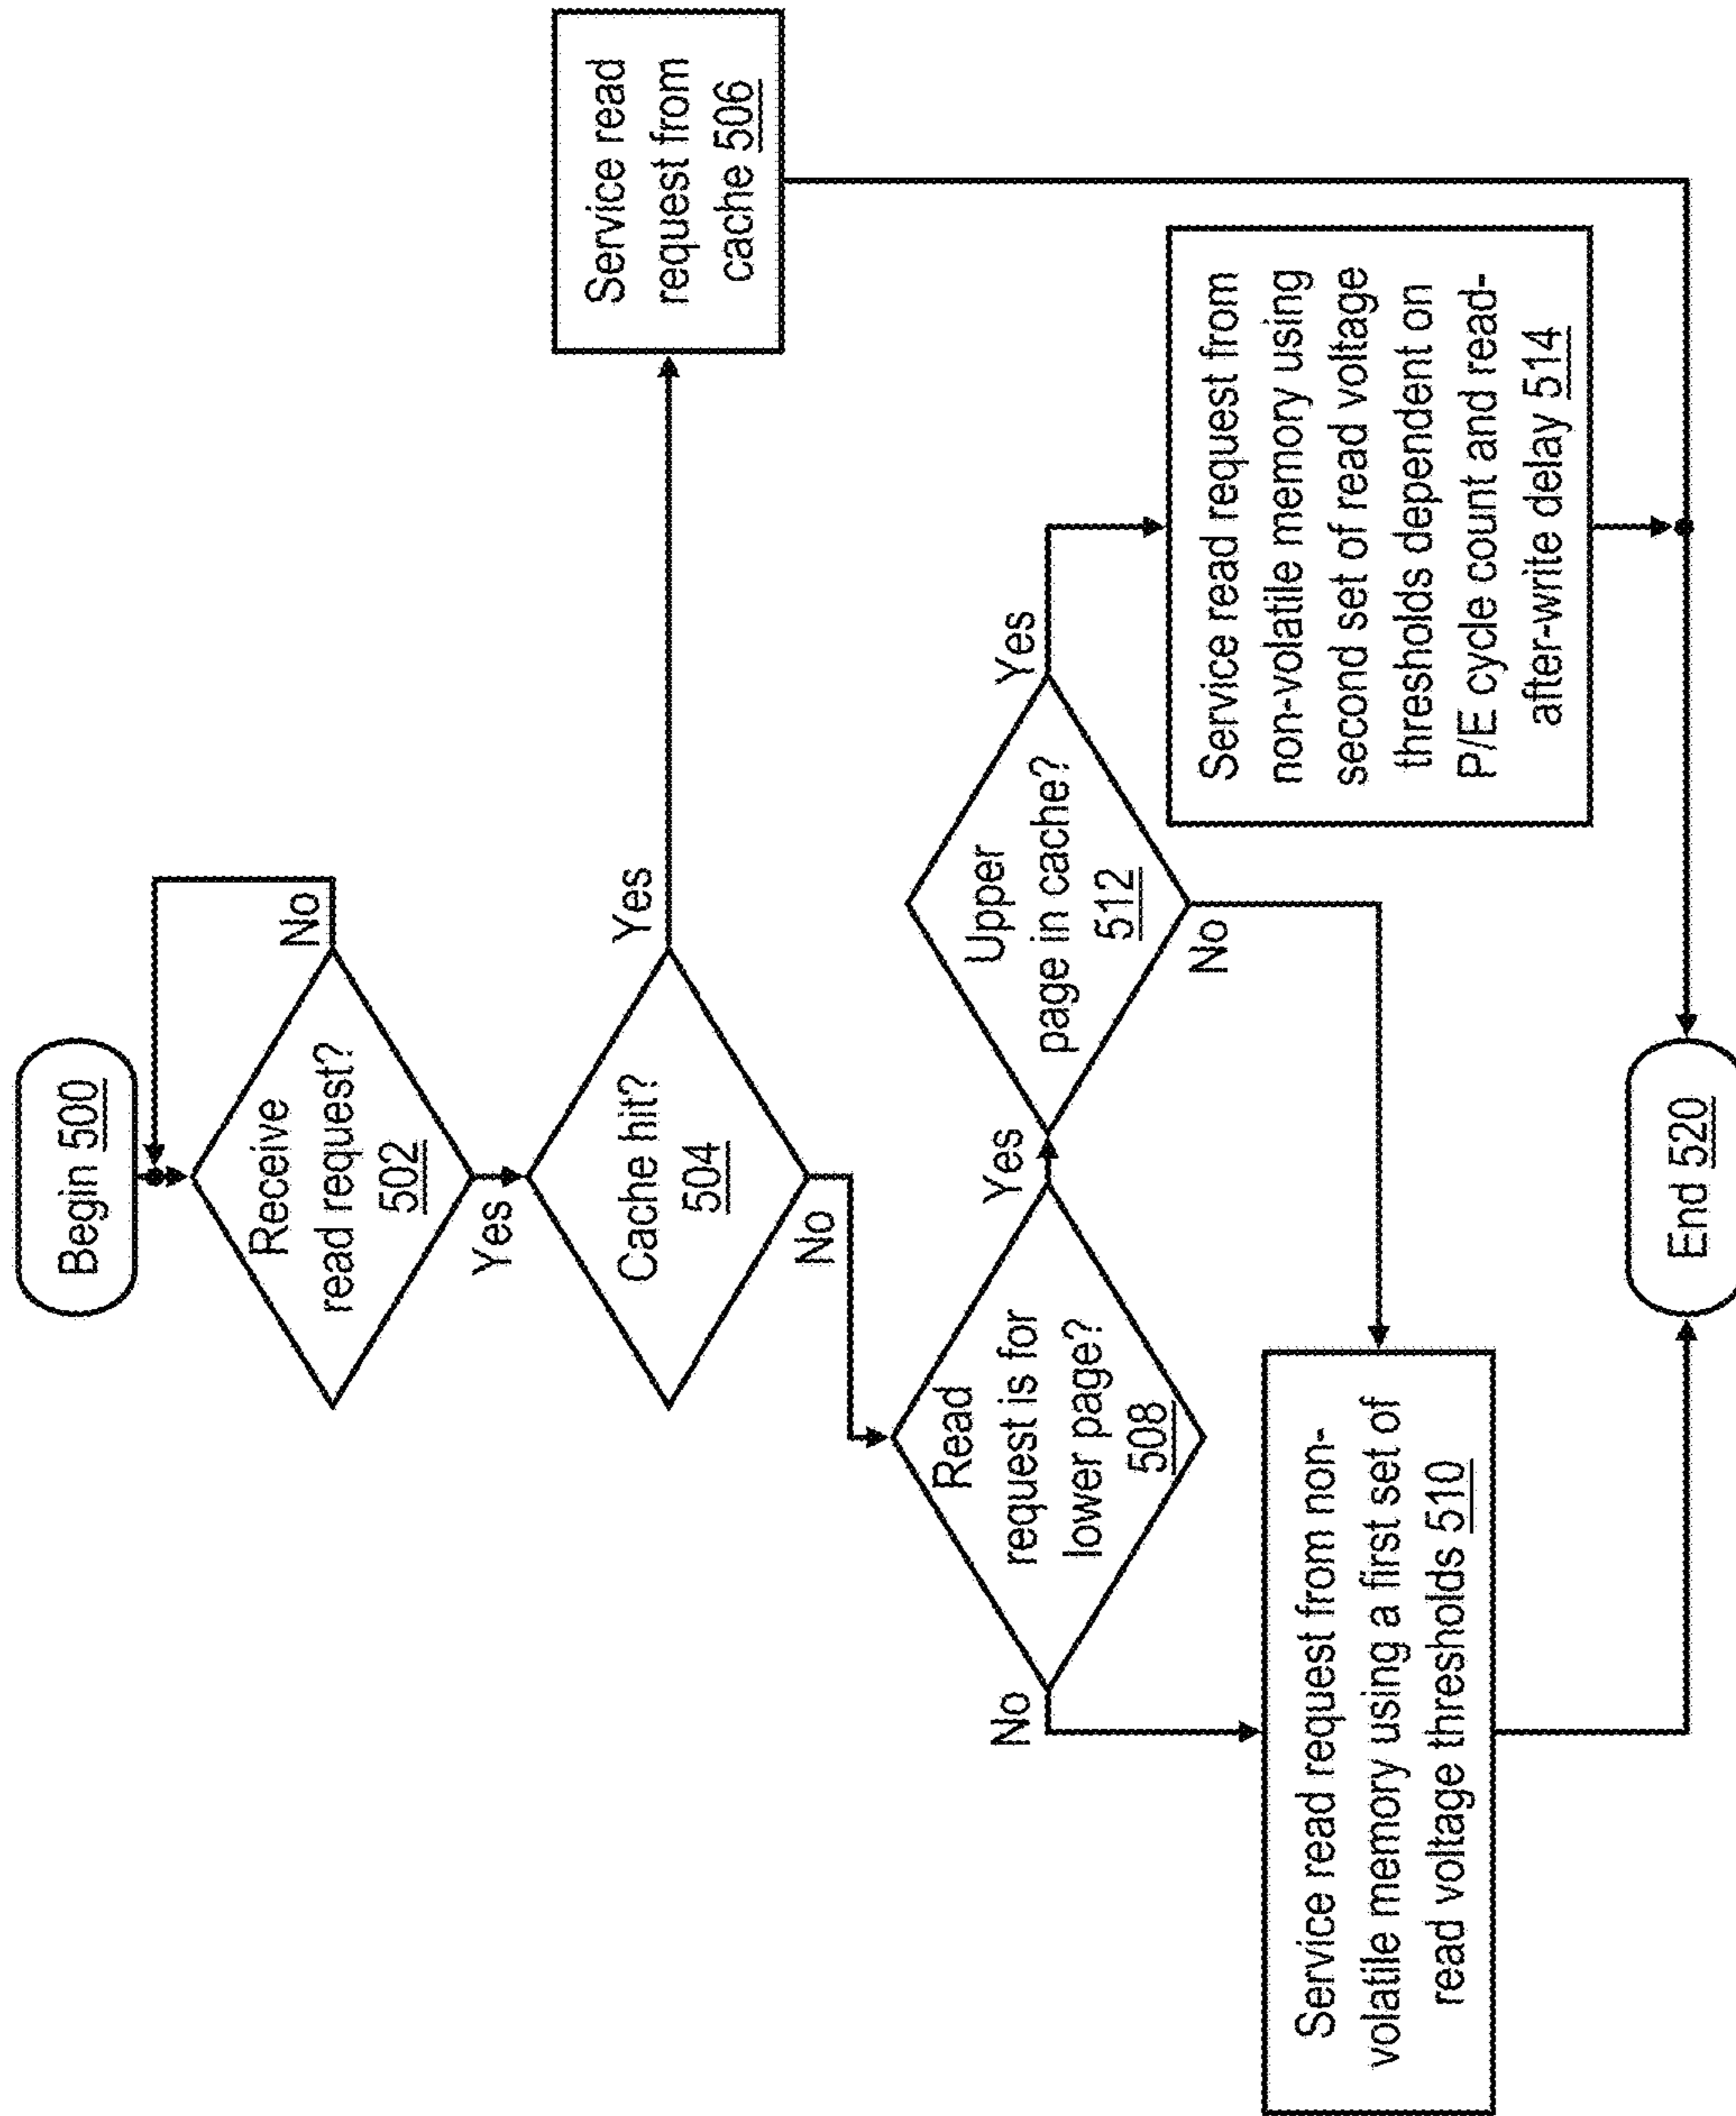 Begin 500
No
Receive
read request?
502
Yes
Cache hit?
504
Yes
No
Service read
request from
cache 506
Read
request is for
lower page?
508
Yes
No
Upper
page in cache?
512
Yes
No
Service read request from
non-volatile memory using
second set of read voltage
thresholds dependent on
P/E cycle count and read-
after-write delay 514
Service read request from non-
volatile memory using a first set of
read voltage thresholds 510
End 520